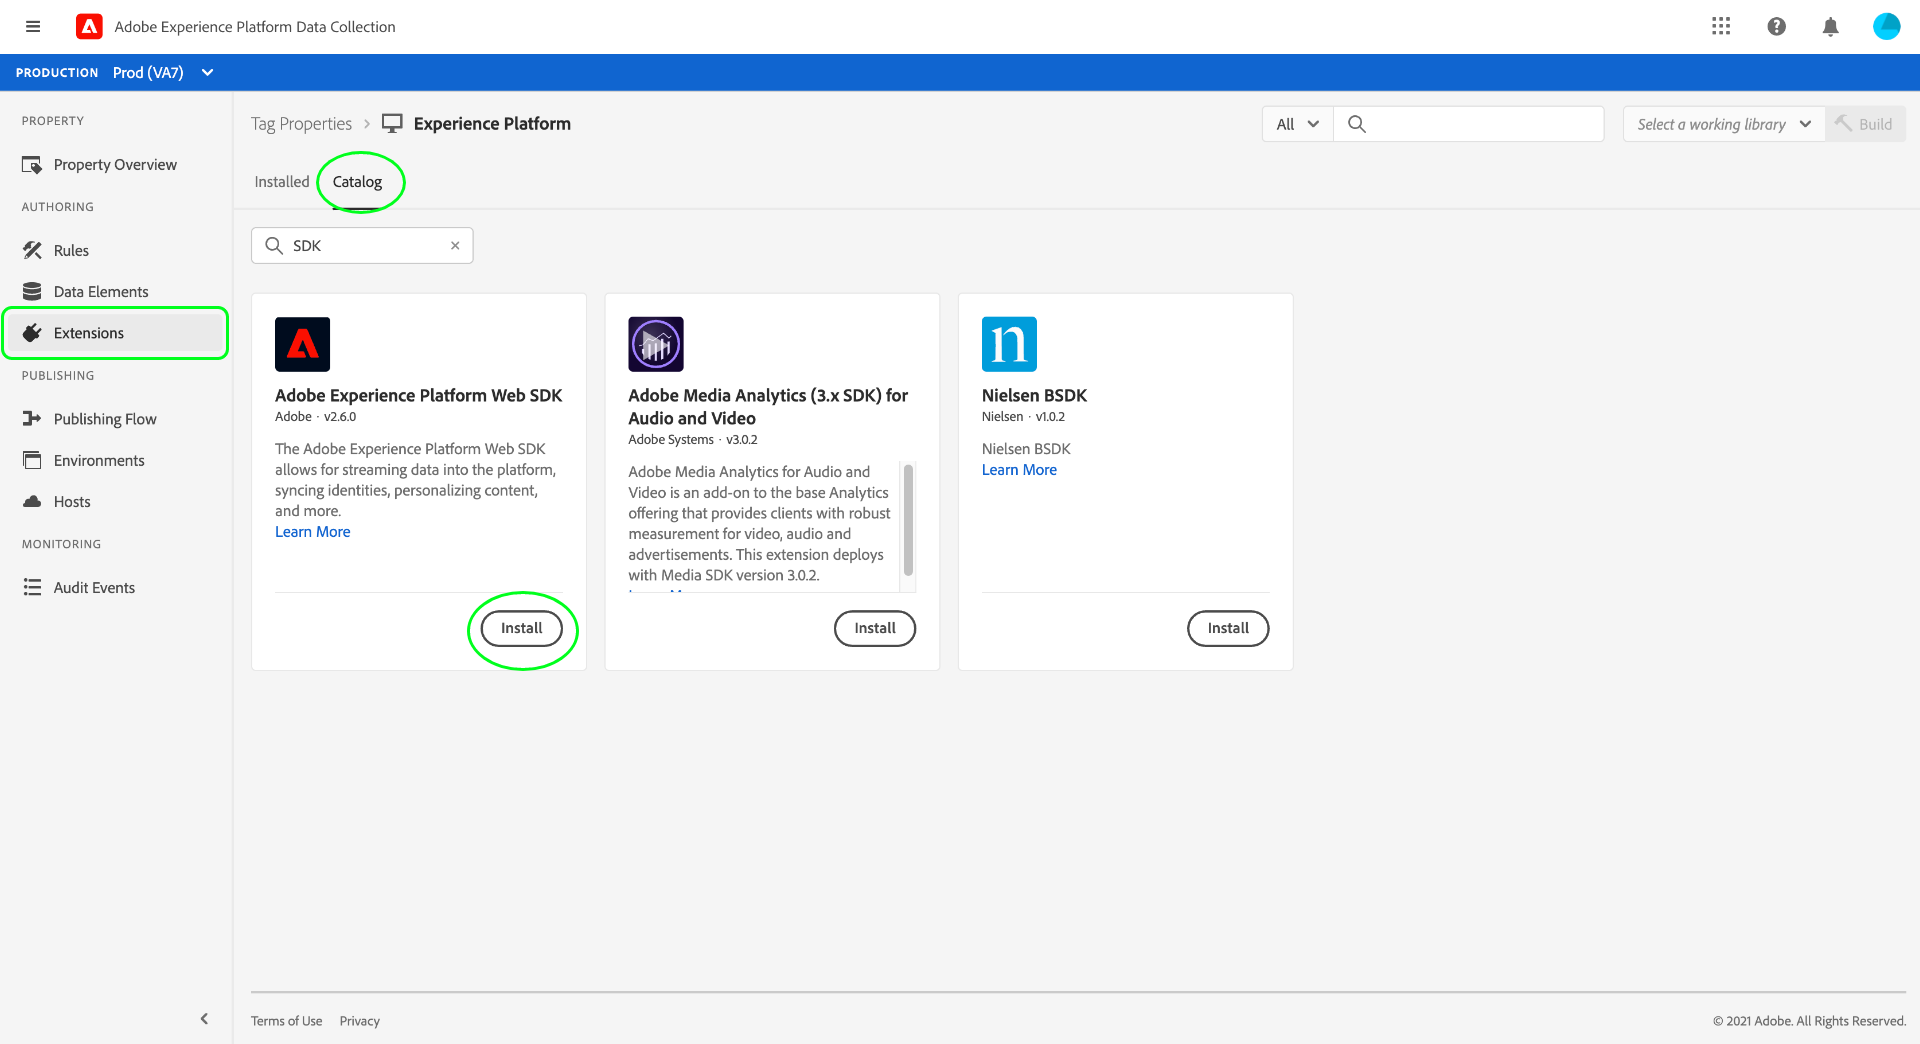 Adobe Experience Platform Data Collection
PRODUCTION Prod (VA7)
PROPERTY
Property Overview
AUTHORING
Rules
Data Elements
Extensions
PUBLISHING
Publishing Flow
Environments
Hosts
MONITORING
Audit Events
Tag Properties Experience Platform
All
Select a working library
Build
Installed Catalog
SDK
Adobe Experience Platform Web SDK
Adobe · v2.6.0
The Adobe Experience Platform Web SDK
allows for streaming data into the platform,
syncing identities, personalizing content,
and more.
Learn More
Install
Adobe Media Analytics (3.x SDK) for
Audio and Video
Adobe Systems · v3.0.2
Adobe Media Analytics for Audio and
Video is an add-on to the base Analytics
offering that provides clients with robust
measurement for video, audio and
advertisements. This extension deploys
with Media SDK version 3.0.2.
Install
n
Nielsen BSDK
Nielsen · v1.0.2
Nielsen BSDK
Learn More
Install
Terms of Use Privacy
© 2021 Adobe. All Rights Reserved.